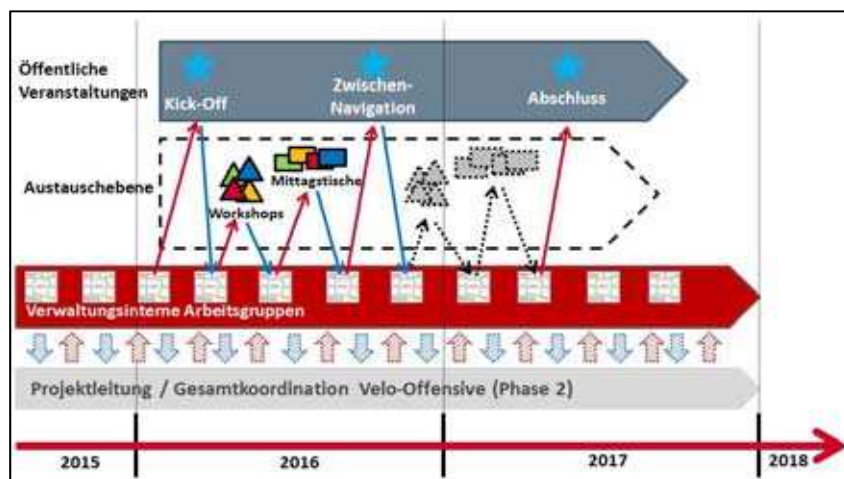 Öffentliche
Veranstaltungen
Kick-Off
Zwischen-
Navigation
Abschluss
Austauschebene
Workshops
Mittagstische
Verwaltungsinterne Arbeitsgruppen
Projektleitung / Gesamtkoordination Velo-Offensive (Phase 2)
2015
2016
2017
2018